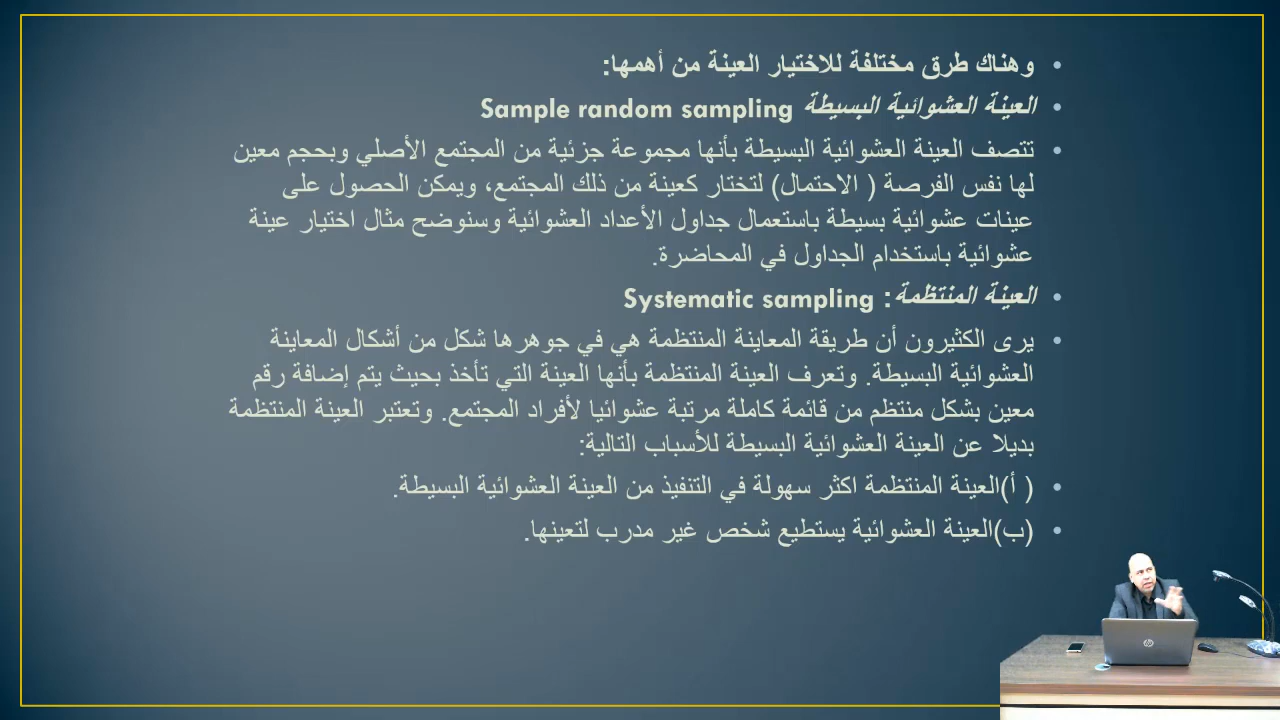 • وهناك طرق مختلفة للاختيار العينة من أهمها:
• العينة العشوائية البسيطة Sample random sampling
• تتصف العينة العشوائية البسيطة بأنها مجموعة جزئية من المجتمع الأصلي وبحجم معين
لها نفس الفرصة ( الاحتمال) لتختار كعينة من ذلك المجتمع، ويمكن الحصول على
عينات عشوائية بسيطة باستعمال جداول الأعداد العشوائية وسنوضح مثال اختيار عينة
عشوائية باستخدام الجداول في المحاضرة.
• العينة المنتظمة: Systematic sampling
• يرى الكثيرون أن طريقة المعاينة المنتظمة هي في جوهرها شكل من أشكال المعاينة
العشوائية البسيطة. وتعرف العينة المنتظمة بأنها العينة التي تأخذ بحيث يتم إضافة رقم
معين بشكل منتظم من قائمة كاملة مرتبة عشوائيا لأفراد المجتمع. وتعتبر العينة المنتظمة
بديلا عن العينة العشوائية البسيطة للأسباب التالية:
• ( أ)العينة المنتظمة اكثر سهولة في التنفيذ من العينة العشوائية البسيطة.
• (ب)العينة العشوائية يستطيع شخص غير مدرب لتعينها.
hp